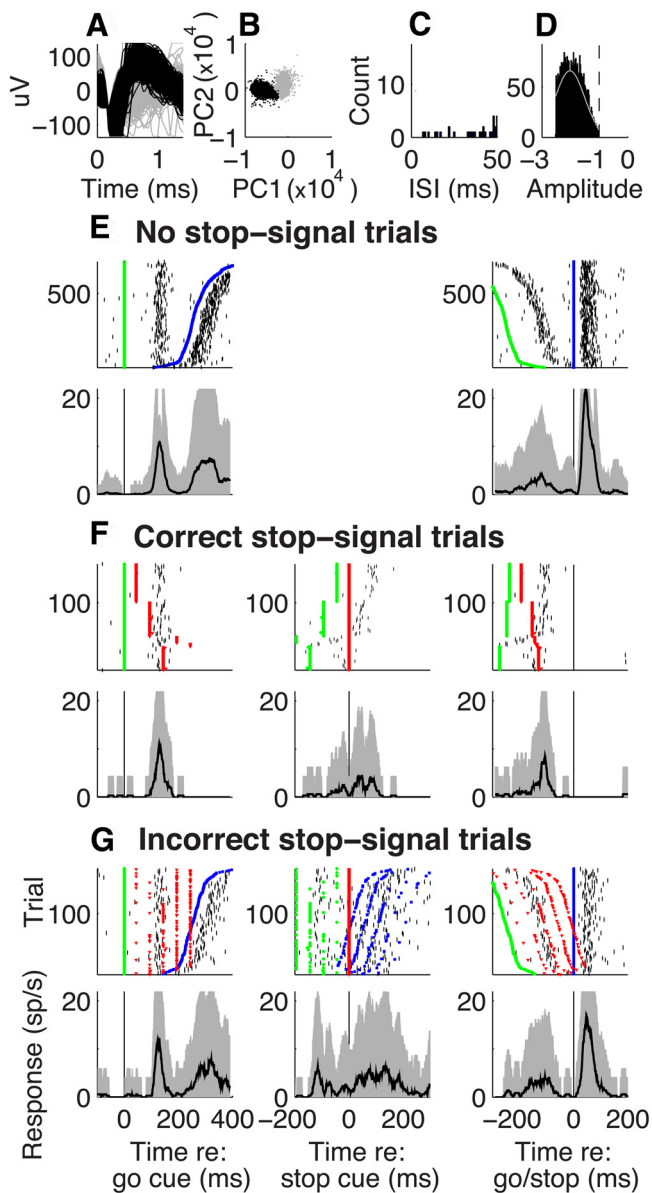 A B C D
100
0
−100
uV
0 1
Time (ms)
1
0
−1
PC2 (x10⁴)
−1 0 1
PC1 (x10⁴)
10
0
Count
0 50
ISI (ms)
50
0
−3 −1 0
Amplitude
E No stop−signal trials
500 500
20 20
0 0
F Correct stop−signal trials
100 100 100
20 20 20
0 0 0
G Incorrect stop−signal trials
Trial
100 100 100
Response (sp/s)
20 20 20
0 0 0
0 200 400 −200 0 200 −200 0 200
Time re: Time re: Time re:
go cue (ms) stop cue (ms) go/stop (ms)